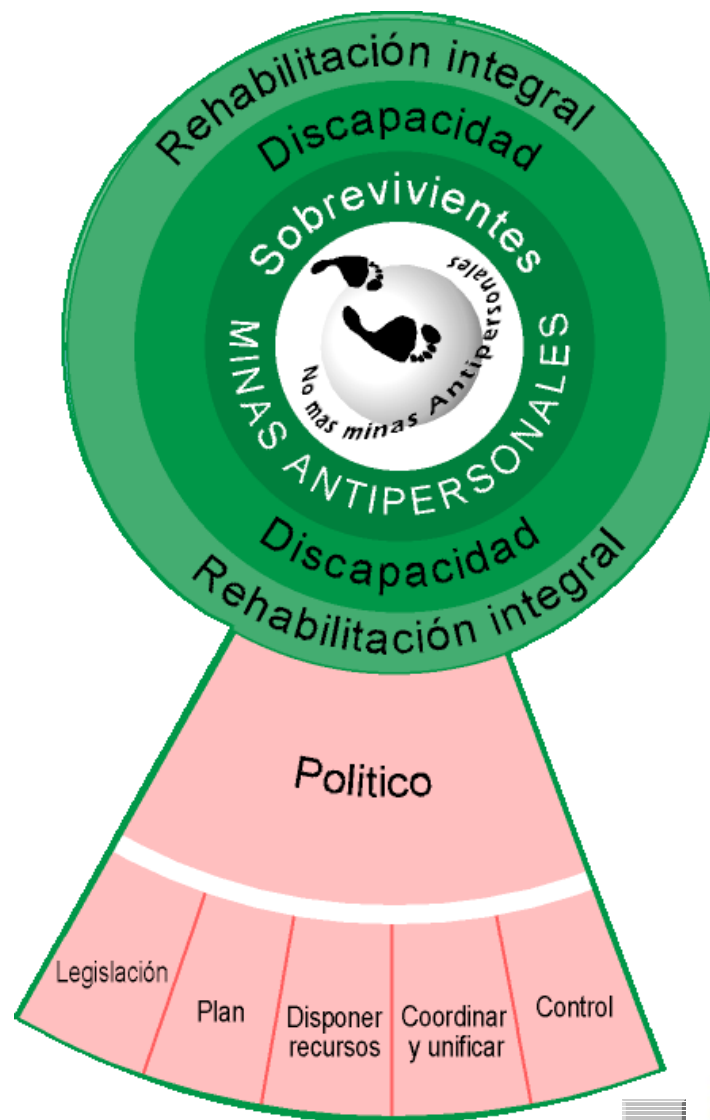 Rehabilitación integral
Discapacidad
Sobrevivientes
No mas minas Antipersonales
MINAS ANTIPERSONALES
Discapacidad
Rehabilitación integral
Politico
Legislación
Plan
Disponer
recursos
Coordinar
y unificar
Control